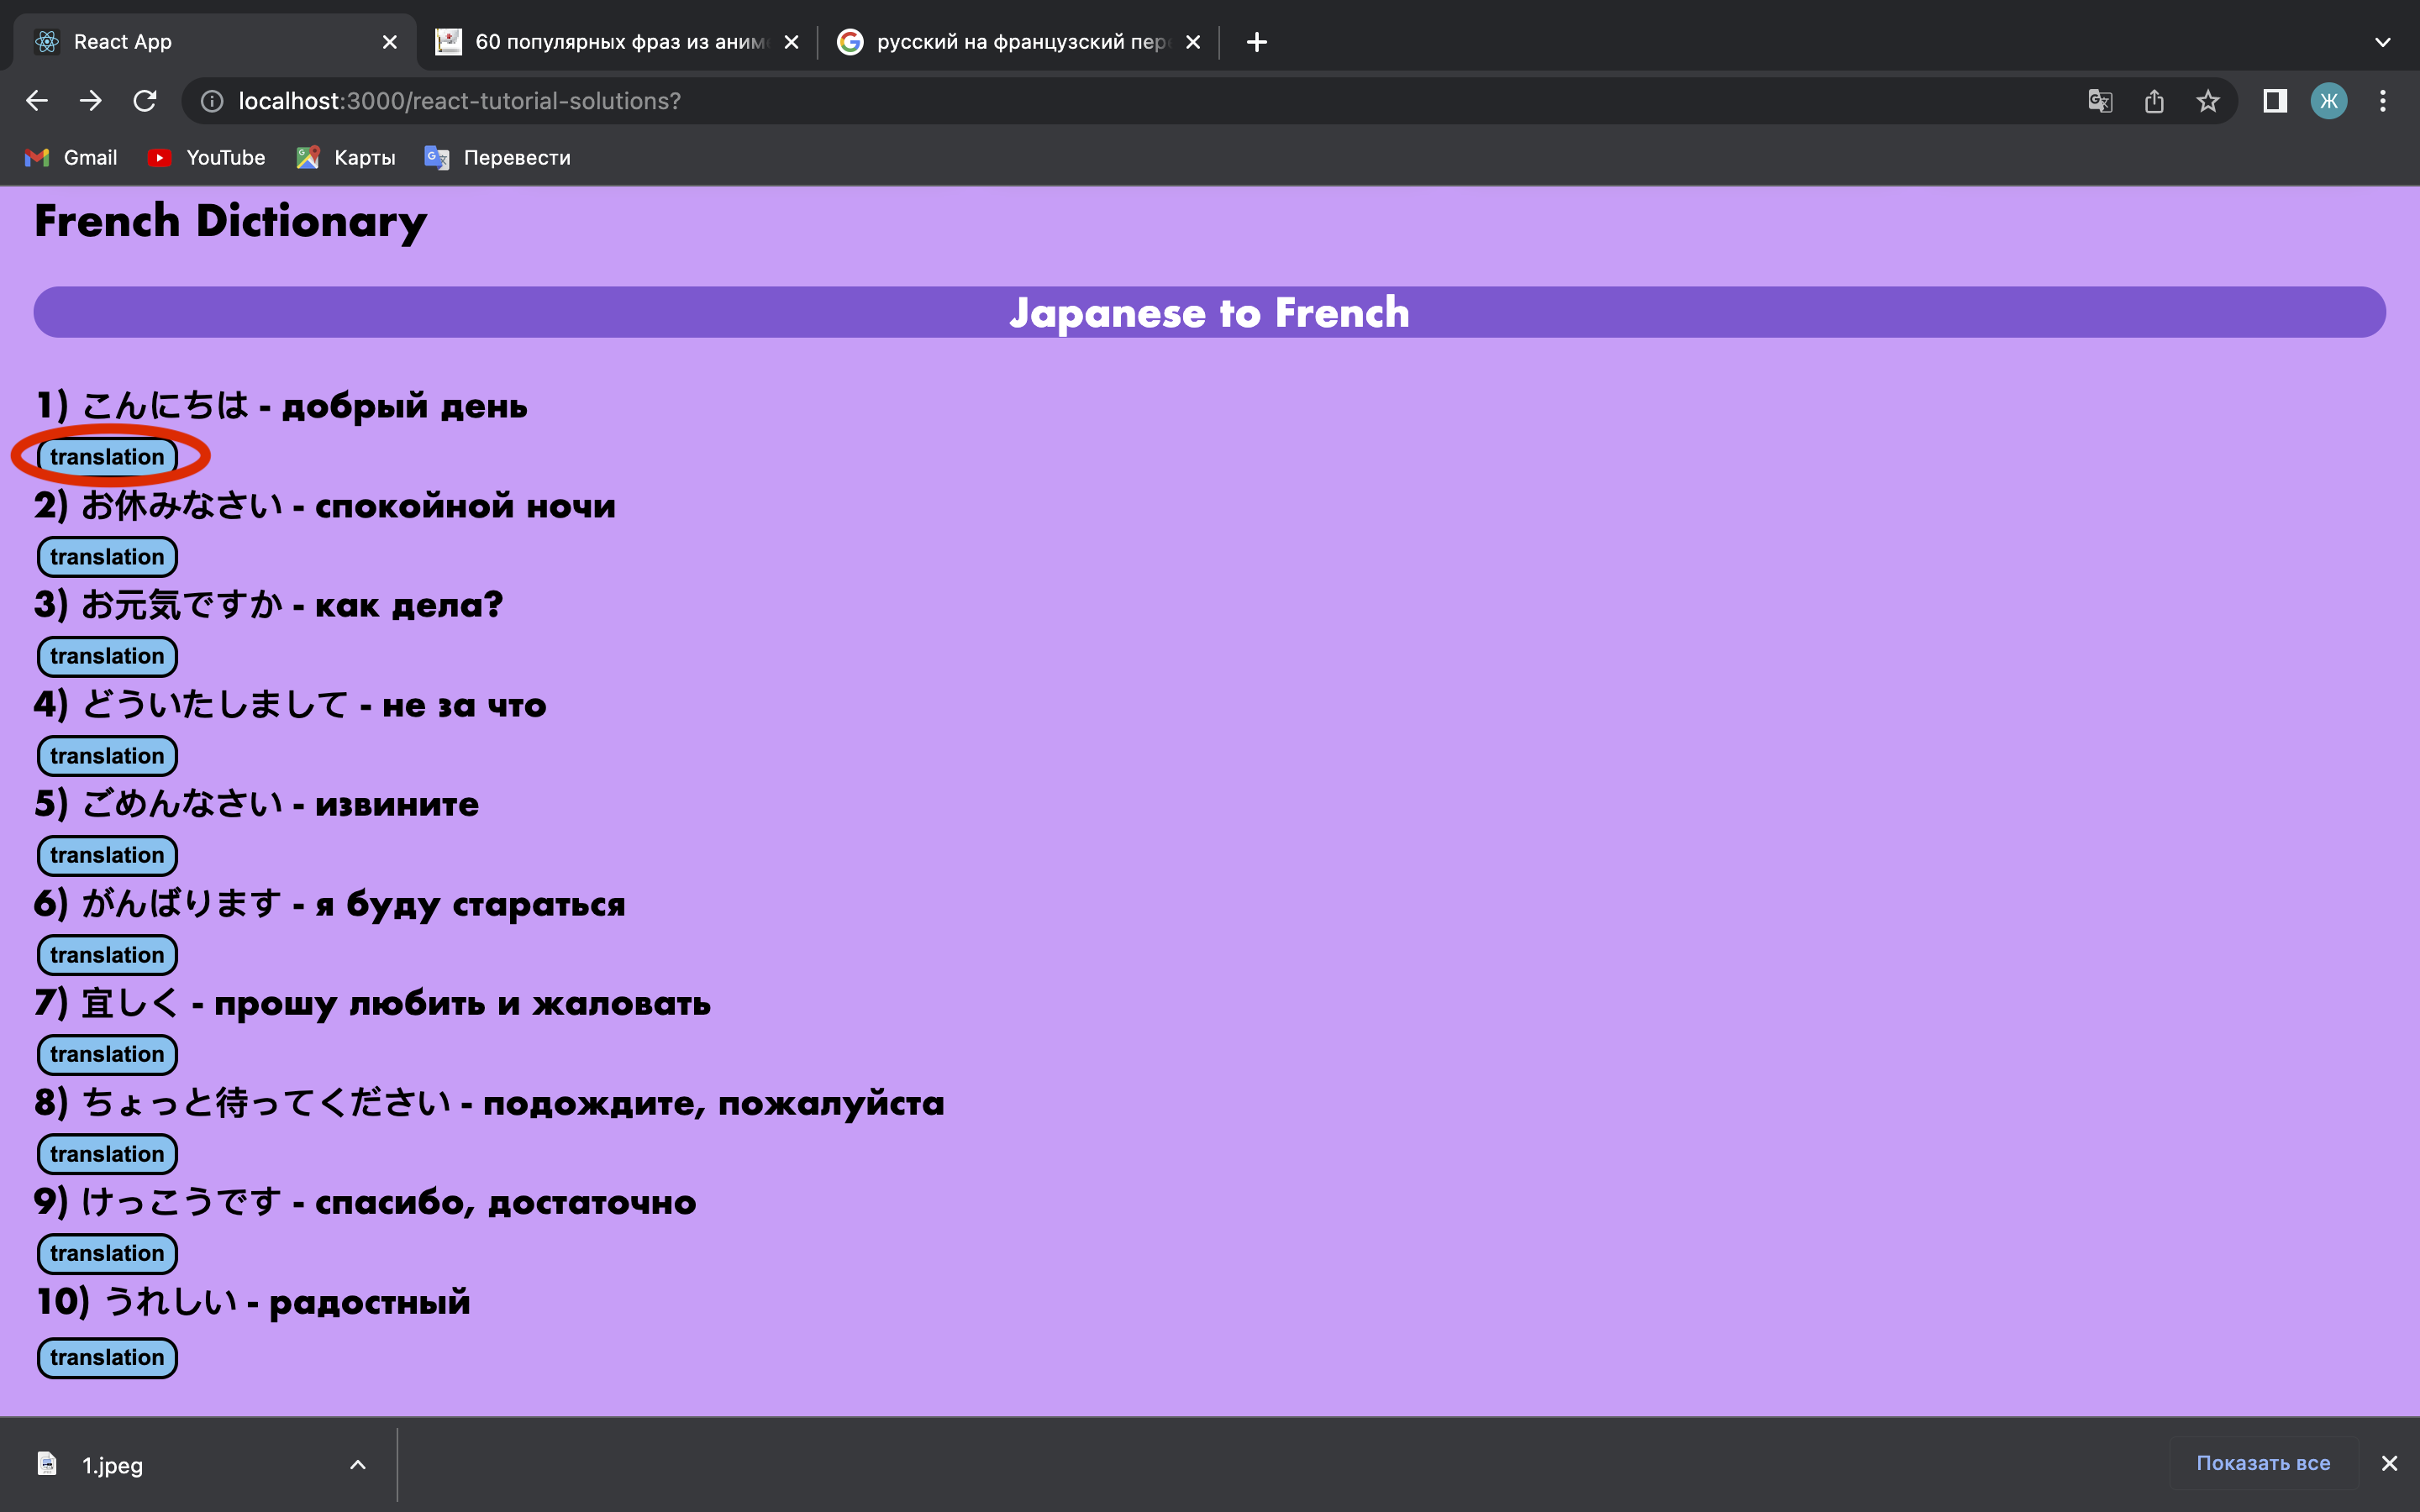 React App
60 популярных фраз из аним
русский на французский пер
localhost:3000/react-tutorial-solutions?
Ж
Gmail
YouTube
Карты
Перевести
French Dictionary
Japanese to French
1) こんにちは - добрый день
translation
2) お休みなさい - спокойной ночи
translation
3) お元気ですか - как дела?
translation
4) どういたしまして - не за что
translation
5) ごめんなさい - извините
translation
6) がんばります - я буду стараться
translation
7) 宜しく - прошу любить и жаловать
translation
8) ちょっと待ってください - подождите, пожалуйста
translation
9) けっこうです - спасибо, достаточно
translation
10) うれしい - радостный
translation
1.jpeg
Показать все